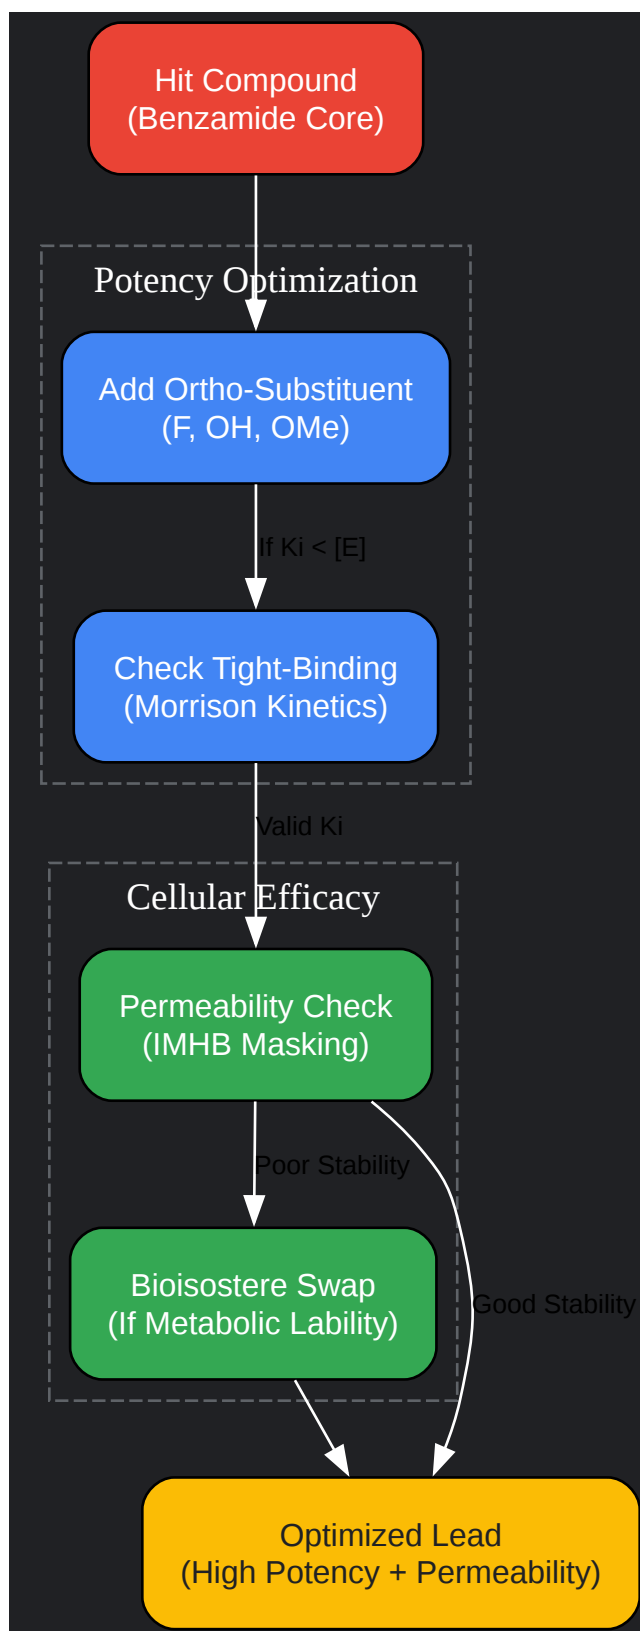 Hit Compound
(Benzamide Core)
Potency Optimization
Add Ortho-Substituent
(F, OH, OMe)
If Ki < [E]
Check Tight-Binding
(Morrison Kinetics)
Valid Ki
Cellular Efficacy
Permeability Check
(IMHB Masking)
Poor Stability
Bioisostere Swap
(If Metabolic Lability)
Good Stability
Optimized Lead
(High Potency + Permeability)